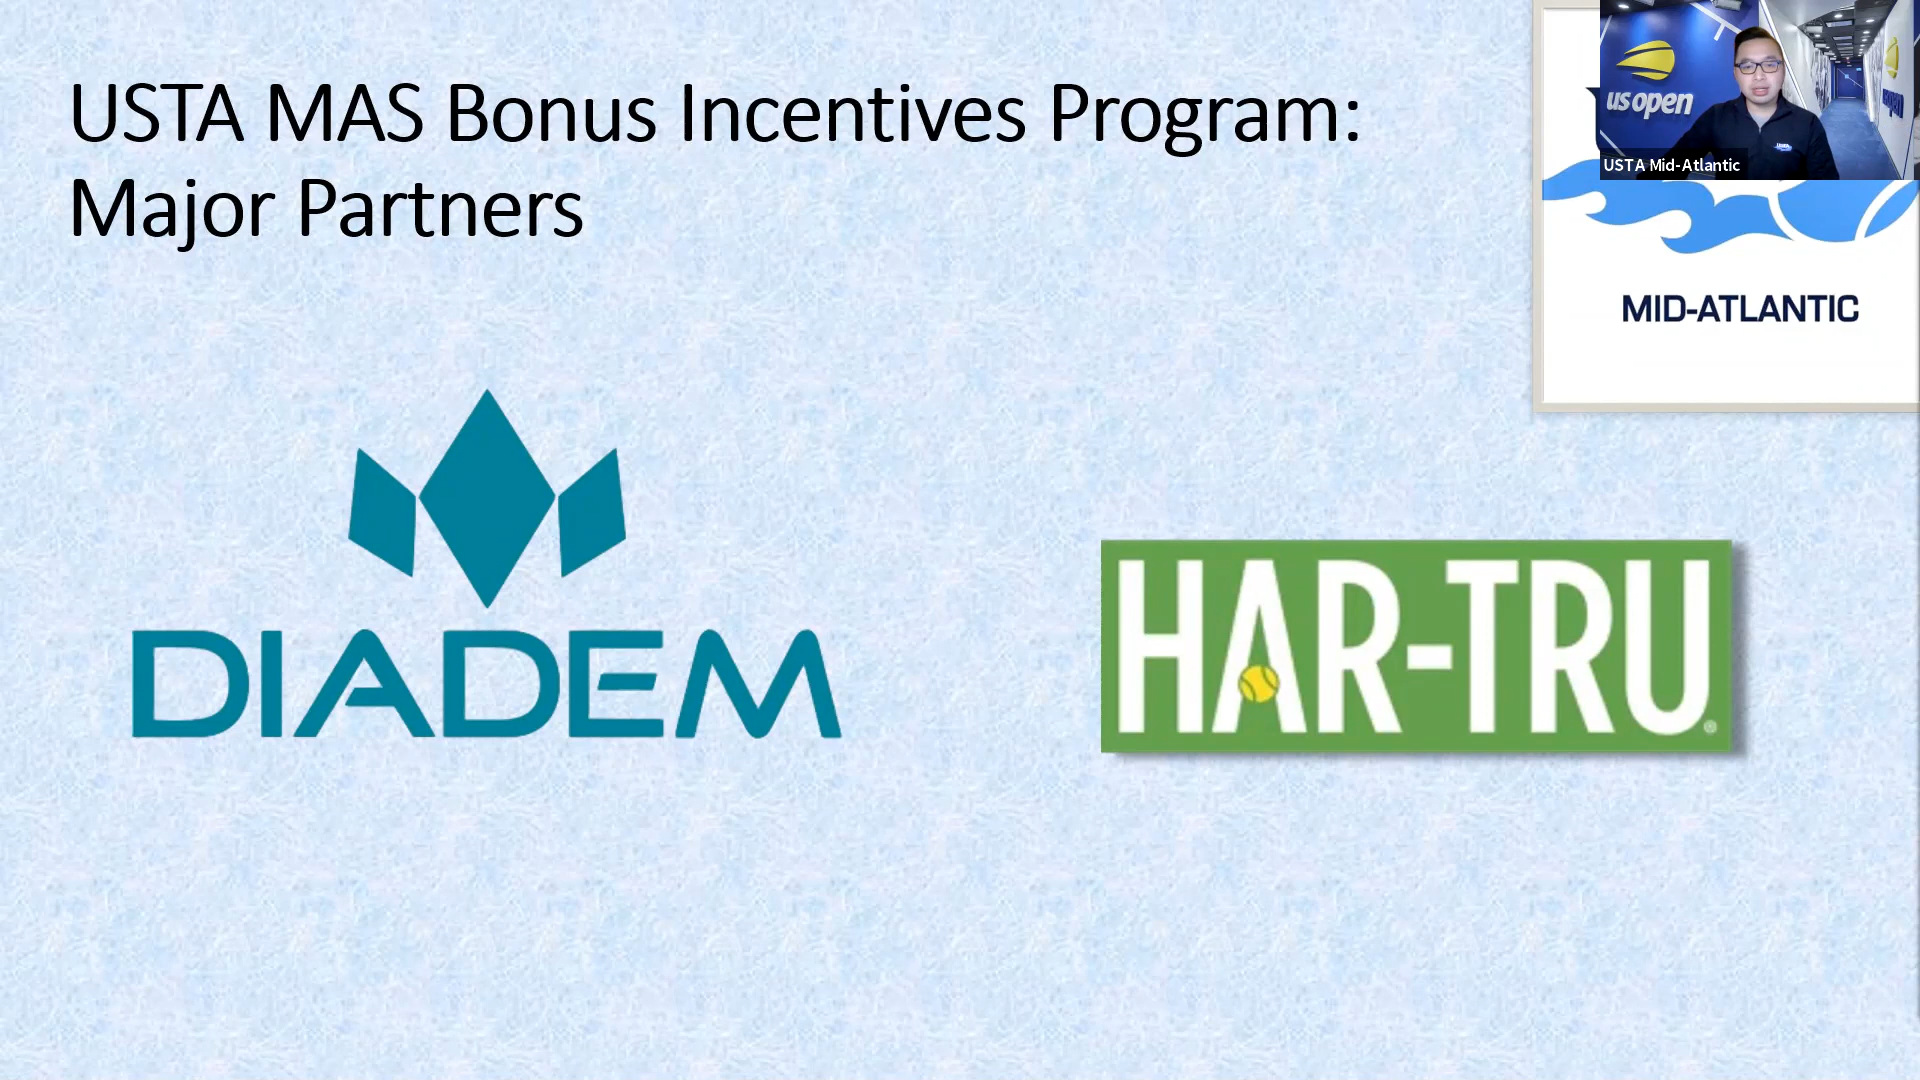 USTA MAS Bonus Incentives Program:
Major Partners
us open
USTA Mid-Atlantic
MID-ATLANTIC
DIADEM
HAR-TRU®